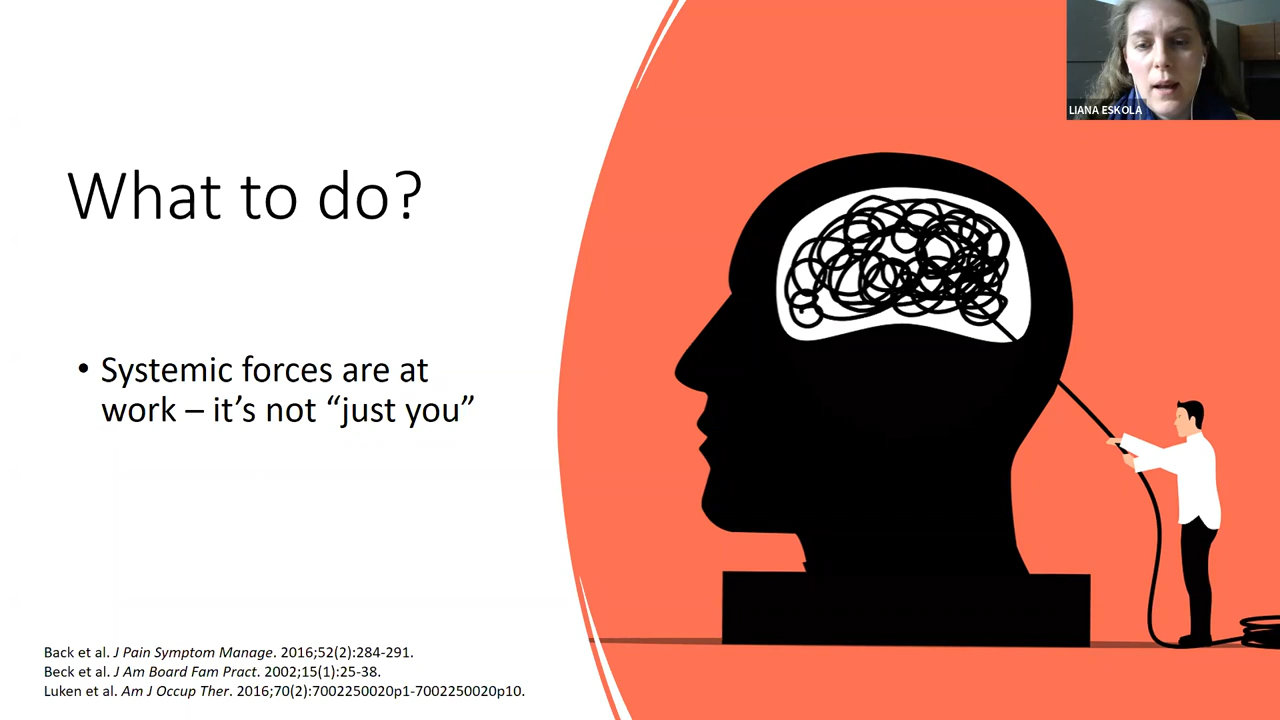 LIANA ESKOLA
What to do?
• Systemic forces are at
work – it’s not “just you”
Back et al. J Pain Symptom Manage. 2016;52(2):284-291.
Beck et al. J Am Board Fam Pract. 2002;15(1):25-38.
Luken et al. Am J Occup Ther. 2016;70(2):7002250020p1-7002250020p10.